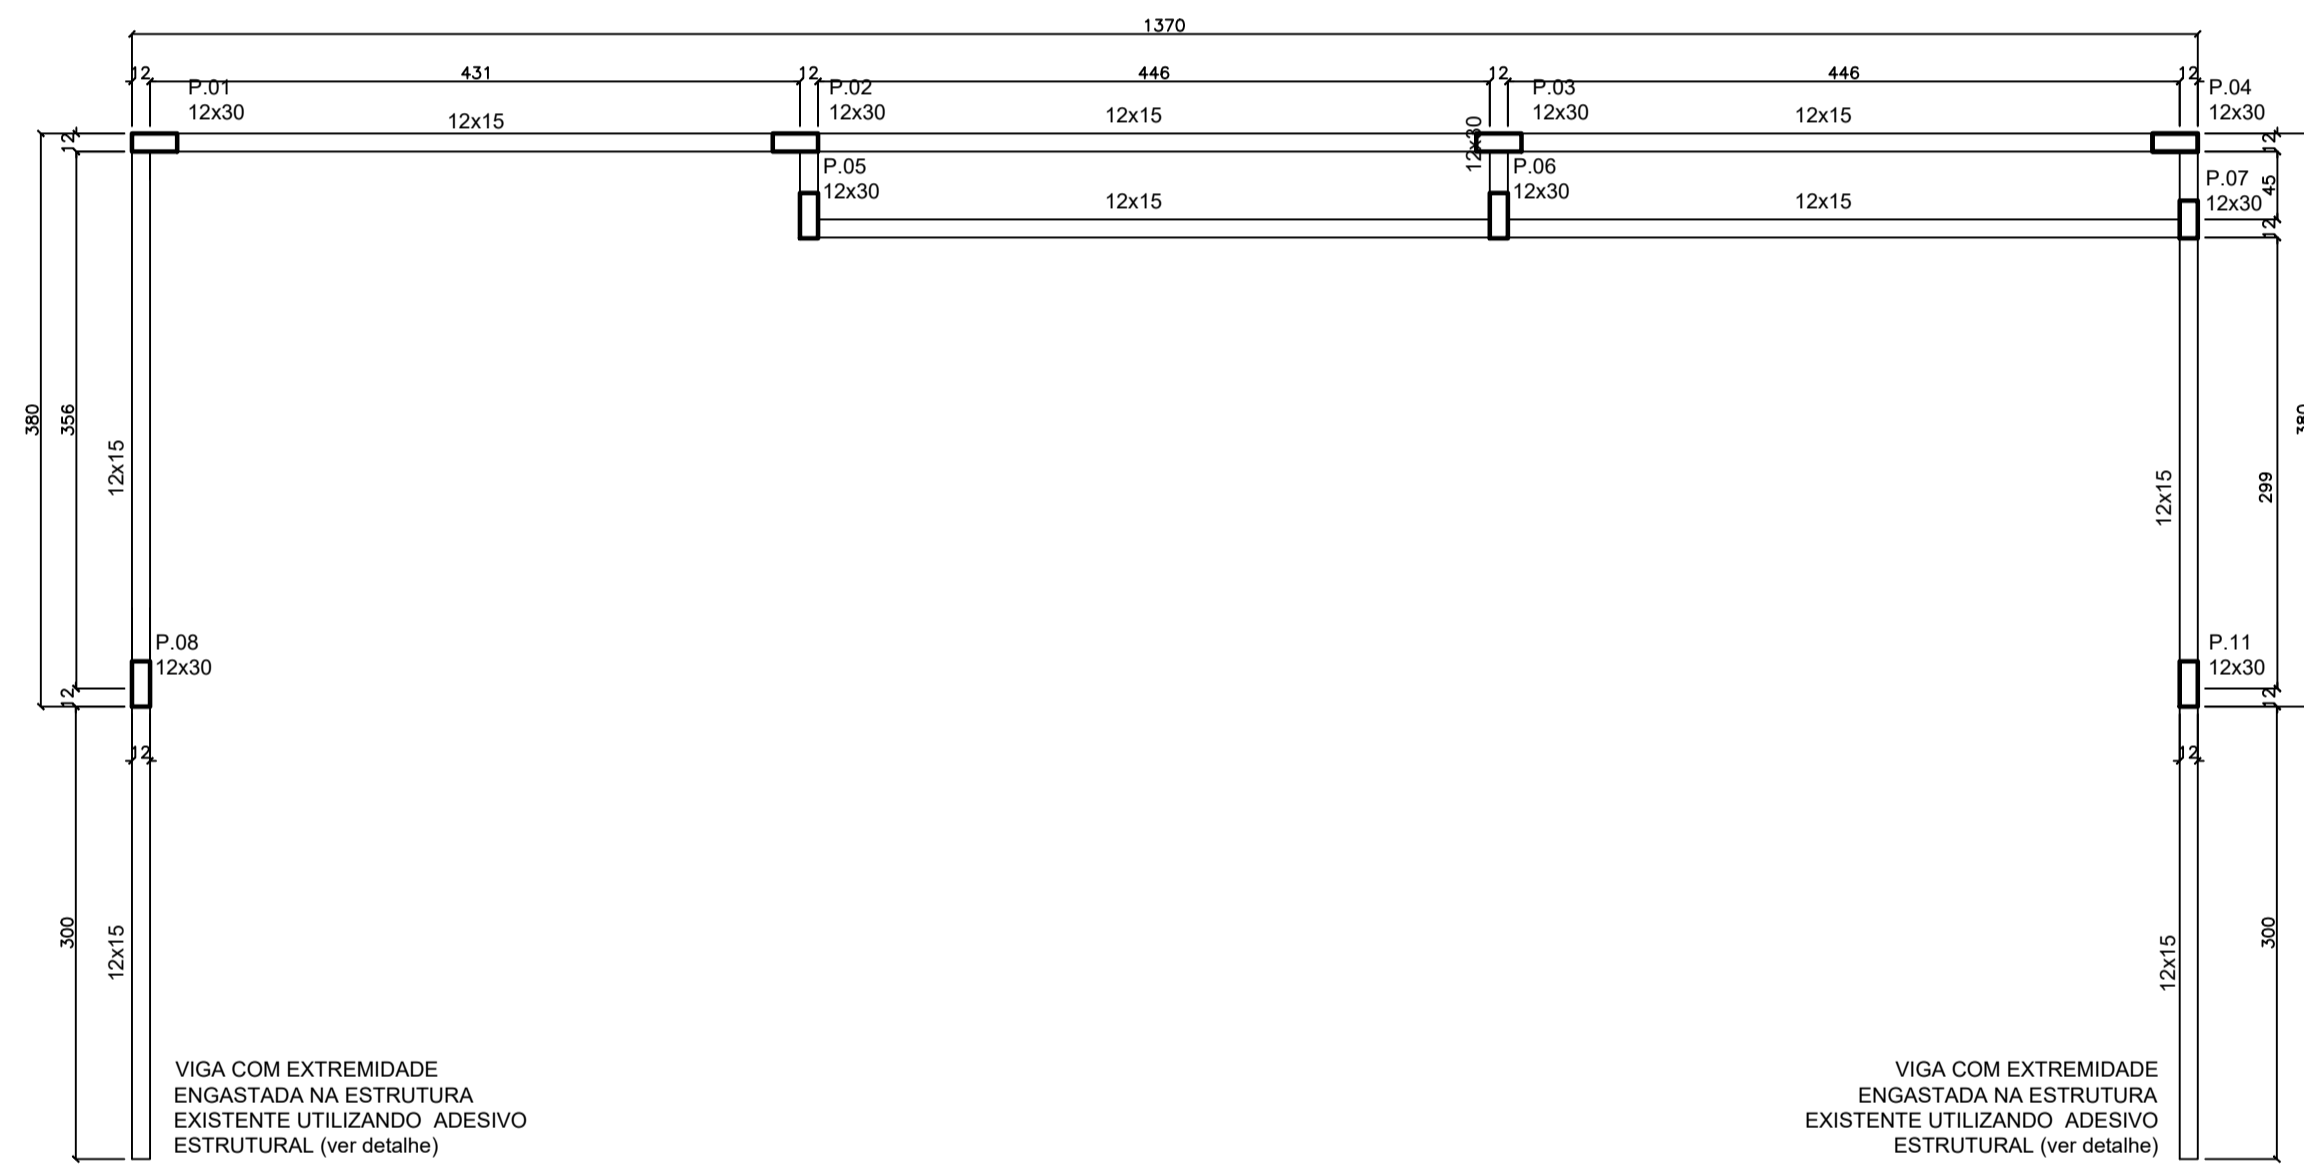 1370
12 431 12 446 12 446 12
P.01
12x30
P.02
12x30
P.03
12x30
P.04
12x30
12x15
12x15
12x15
12x30
12
12
P.05
12x30
P.06
12x30
P.07
12x30
45
12x15
12x15
12
380
356
12x15
12x15
299
380
P.08
12x30
P.11
12x30
12
12
12
12
300
12x15
12x15
300
VIGA COM EXTREMIDADE
ENGASTADA NA ESTRUTURA
EXISTENTE UTILIZANDO ADESIVO
ESTRUTURAL (ver detalhe)
VIGA COM EXTREMIDADE
ENGASTADA NA ESTRUTURA
EXISTENTE UTILIZANDO ADESIVO
ESTRUTURAL (ver detalhe)